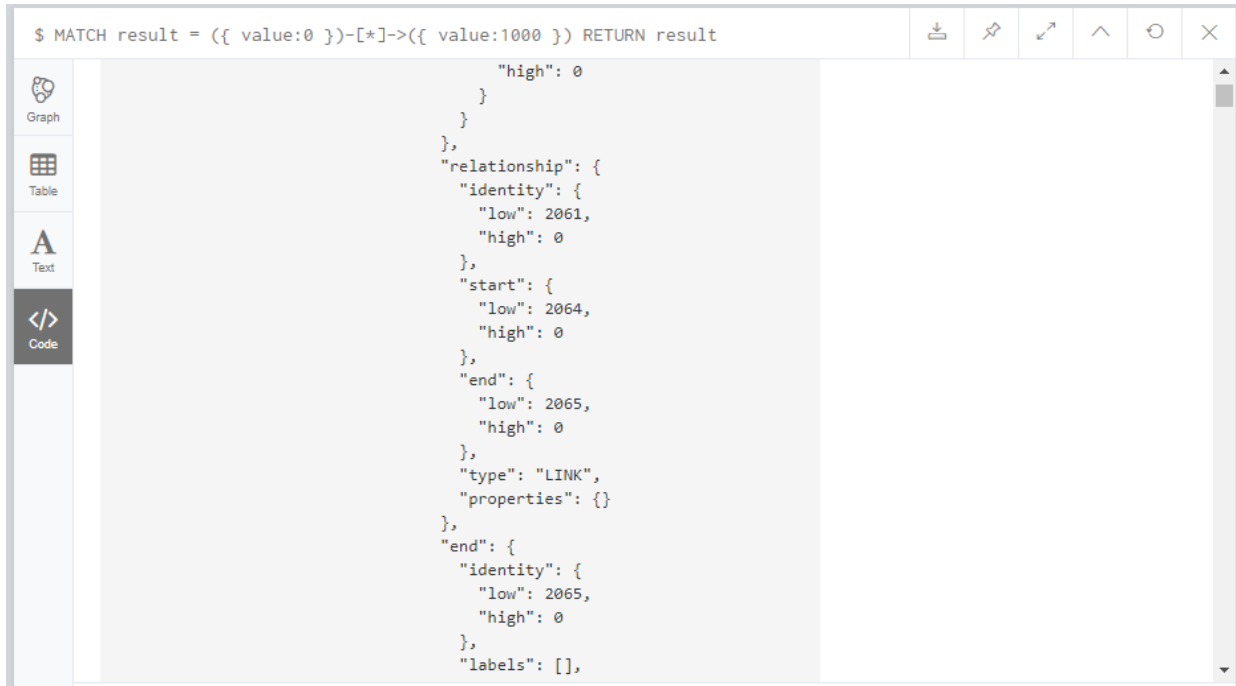 $ MATCH result = ({ value:0 })-[*]->({ value:1000 }) RETURN result
Graph
Table
A
Text
</>
Code
"high": 0
}
}
},
"relationship": {
"identity": {
"low": 2061,
"high": 0
},
"start": {
"low": 2064,
"high": 0
},
"end": {
"low": 2065,
"high": 0
},
"type": "LINK",
"properties": {}
},
"end": {
"identity": {
"low": 2065,
"high": 0
},
"labels": [],